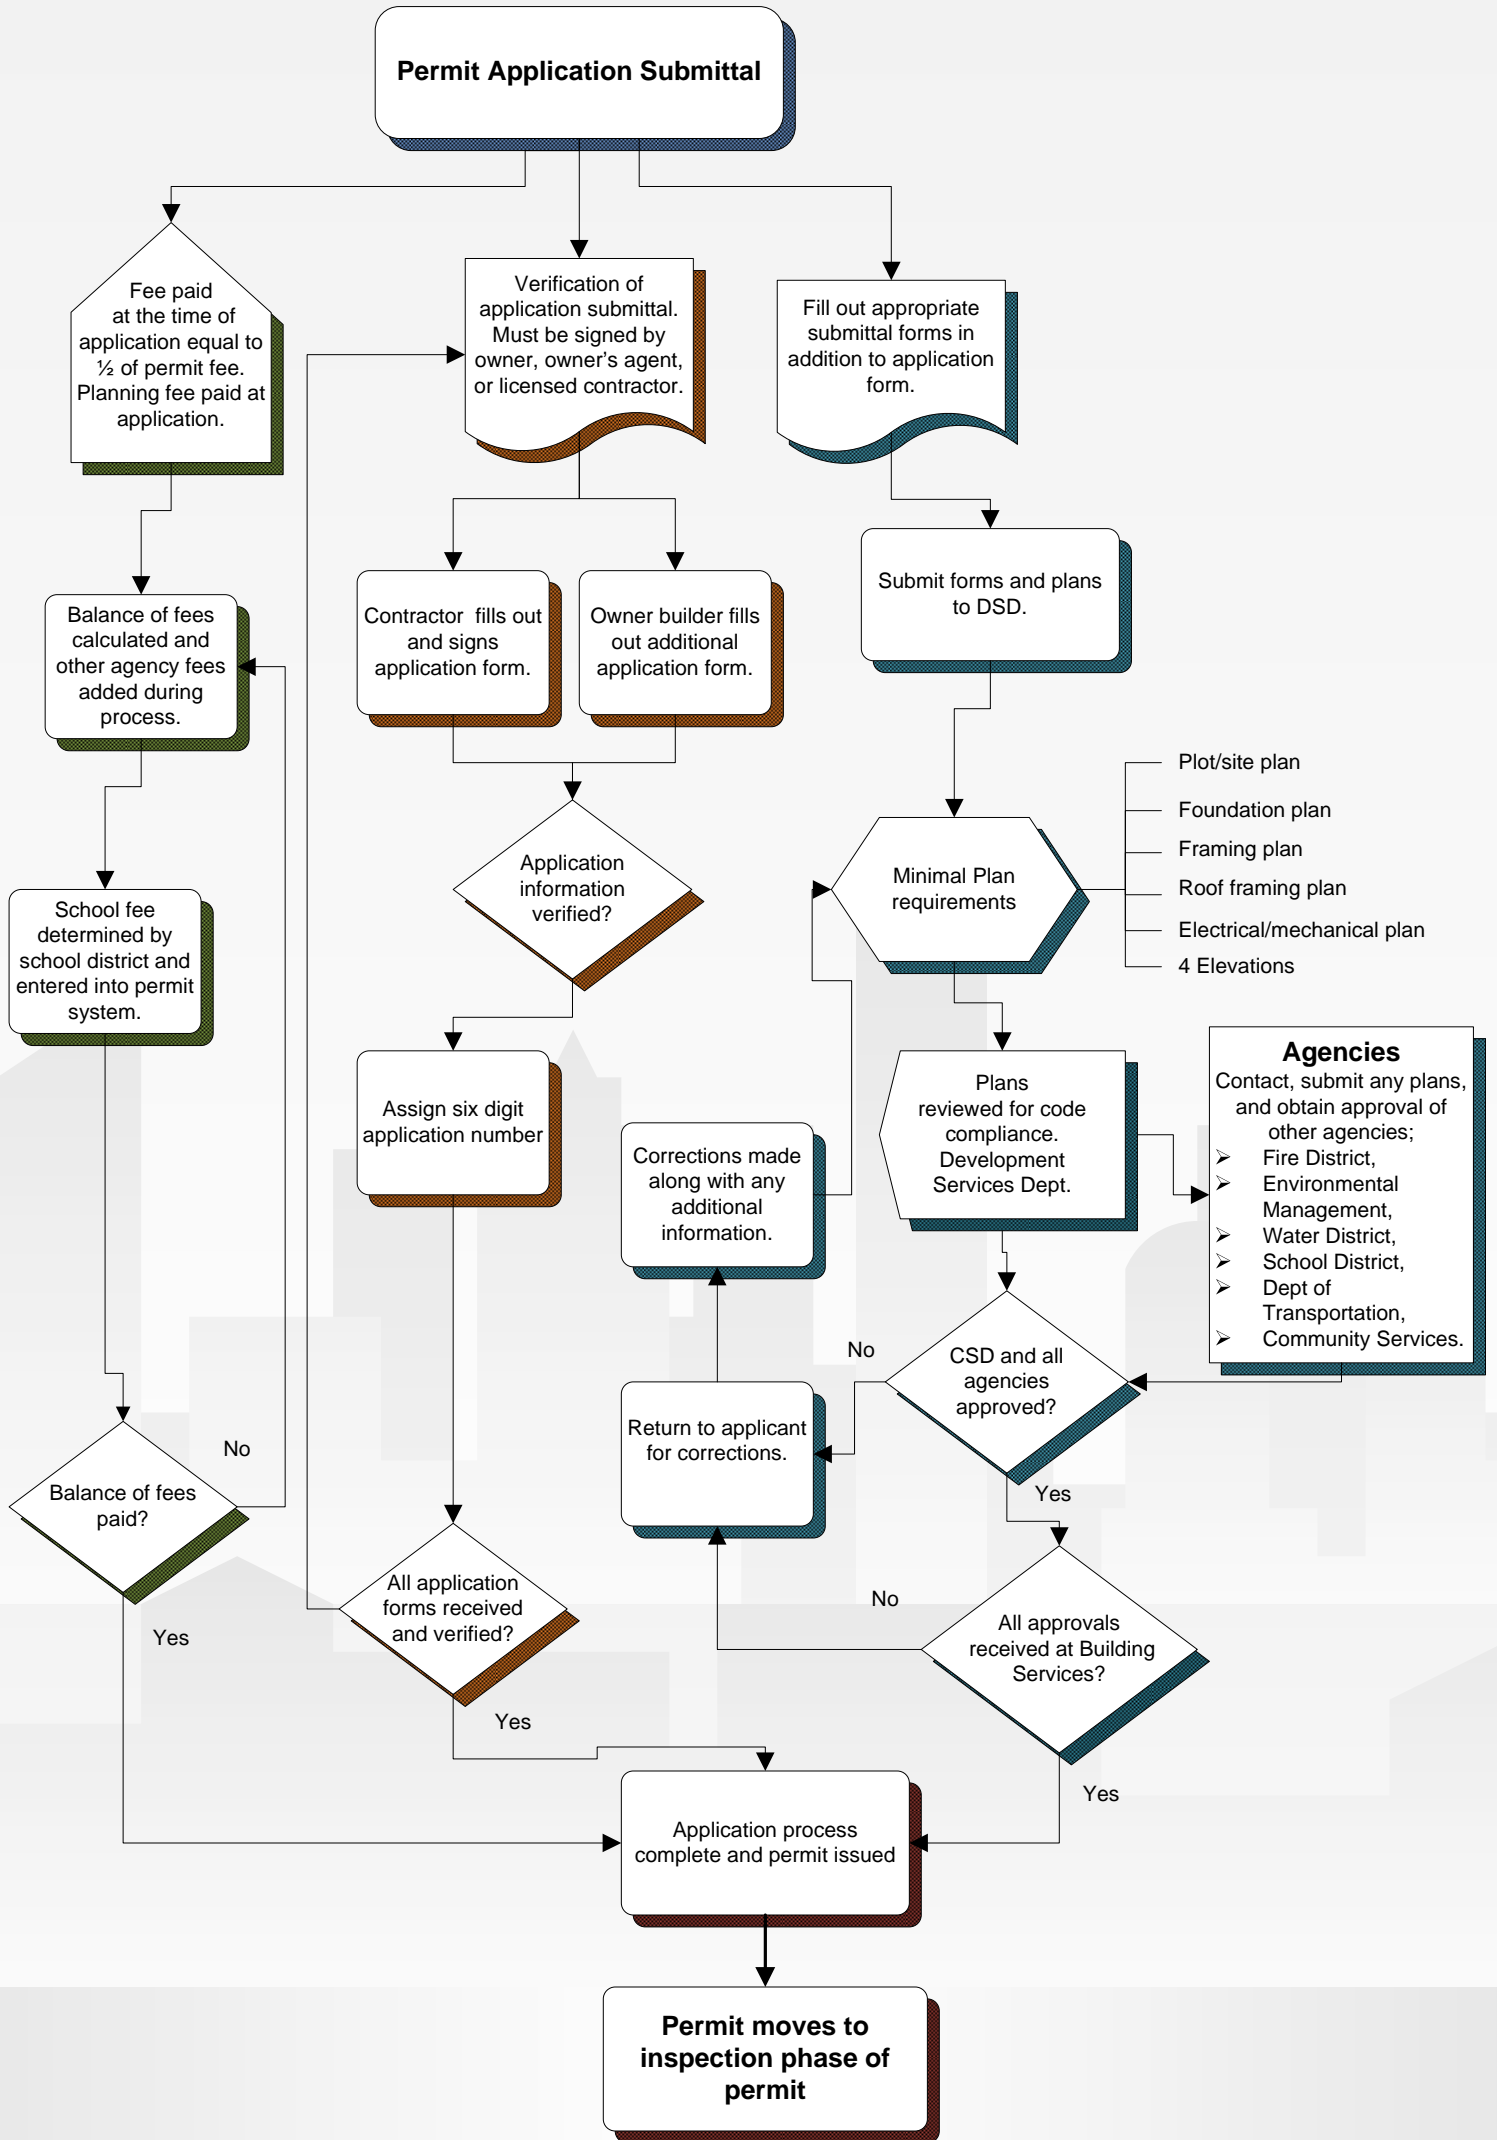 Permit Application Submittal
Fee paid
at the time of
application equal to
½ of permit fee.
Planning fee paid at
application.
Verification of
application submittal.
Must be signed by
owner, owner’s agent,
or licensed contractor.
Fill out appropriate
submittal forms in
addition to application
form.
Balance of fees
calculated and
other agency fees
added during
process.
Contractor fills out
and signs
application form.
Owner builder fills
out additional
application form.
Submit forms and plans
to DSD.
Plot/site plan
Foundation plan
Framing plan
Roof framing plan
Electrical/mechanical plan
4 Elevations
Minimal Plan
requirements
Application
information
verified?
School fee
determined by
school district and
entered into permit
system.
Assign six digit
application number
Corrections made
along with any
additional
information.
Plans
reviewed for code
compliance.
Development
Services Dept.
Agencies
Contact, submit any plans,
and obtain approval of
other agencies;
➢ Fire District,
➢ Environmental
Management,
➢ Water District,
➢ School District,
➢ Dept of
Transportation,
➢ Community Services.
No
CSD and all
agencies
approved?
Return to applicant
for corrections.
Yes
No
Balance of fees
paid?
Yes
All application
forms received
and verified?
Yes
No
All approvals
received at Building
Services?
Yes
Application process
complete and permit issued
Permit moves to
inspection phase of
permit